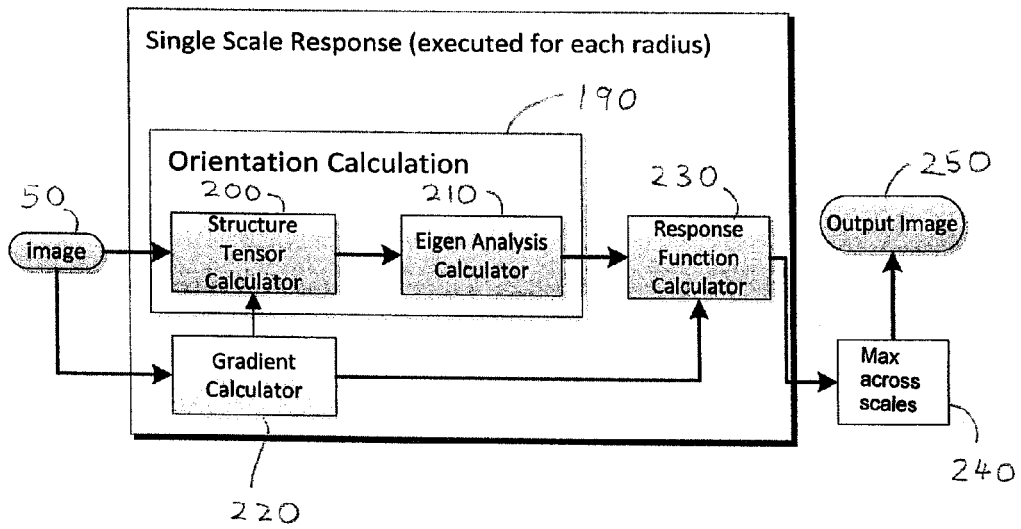 Single Scale Response (executed for each radius)
190
Orientation Calculation
50
200
210
230
250
image
Structure
Tensor
Calculator
Eigen Analysis
Calculator
Response
Function
Calculator
Output Image
Gradient
Calculator
Max
across
scales
220
240